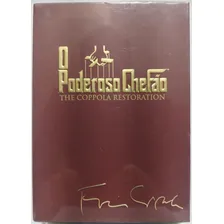 O
Poderoso Chefão
THE COPPOLA RESTORATION